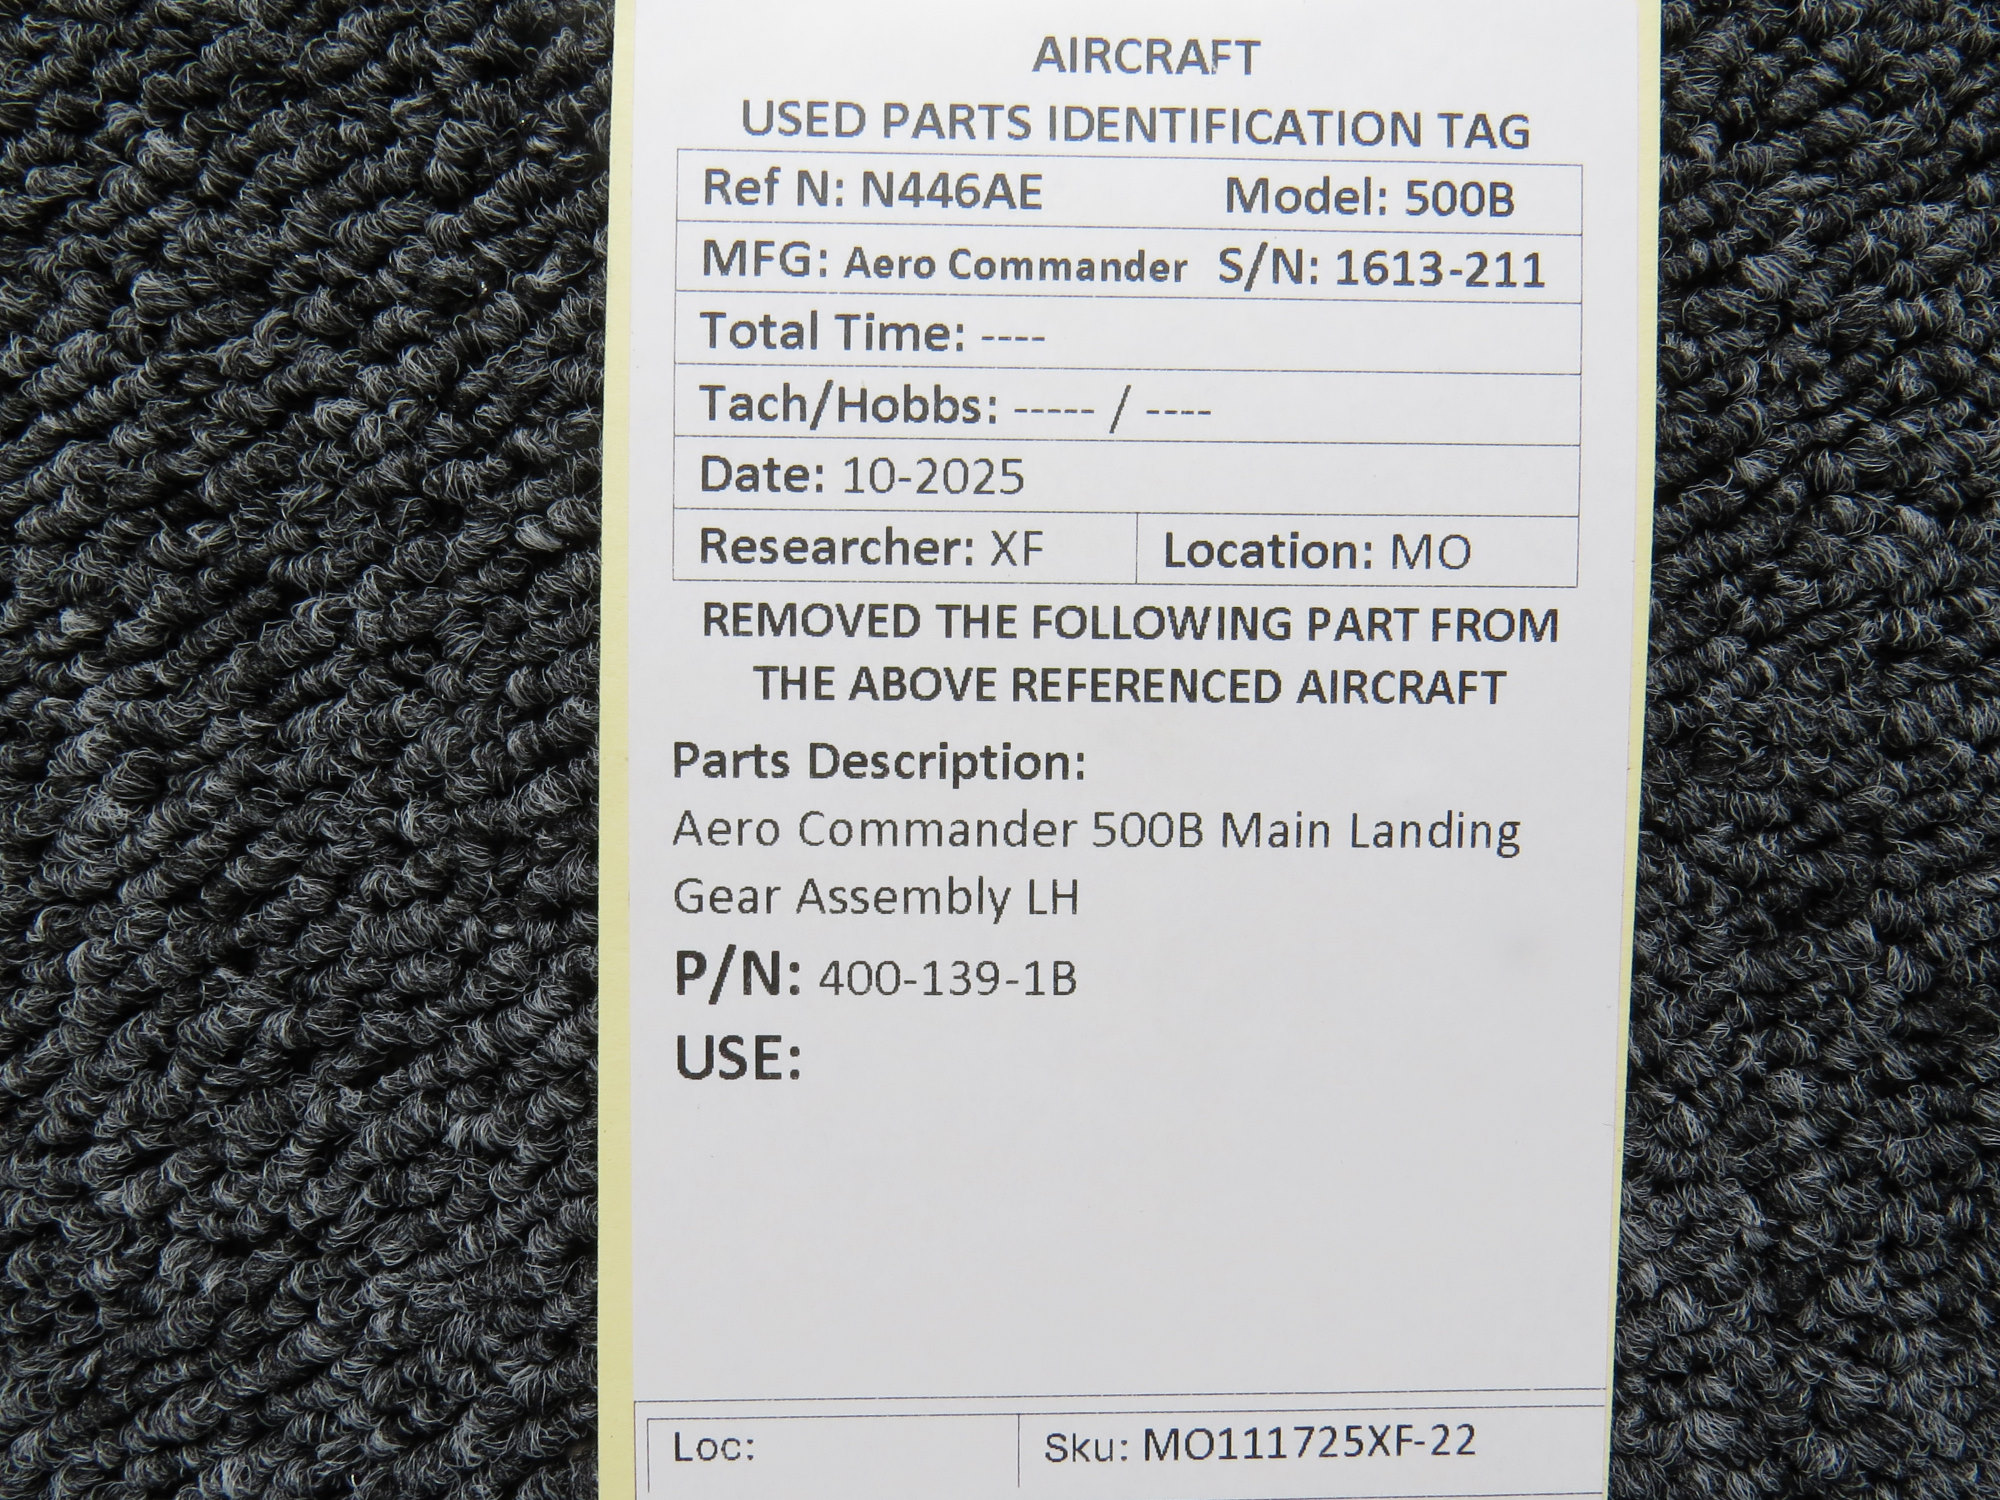 AIRCRAFT
USED PARTS IDENTIFICATION TAG
Ref N: N446AE Model: 500B
MFG: Aero Commander S/N: 1613-211
Total Time: ----
Tach/Hobbs: ----- / ----
Date: 10-2025
Researcher: XF Location: MO
REMOVED THE FOLLOWING PART FROM
THE ABOVE REFERENCED AIRCRAFT
Parts Description:
Aero Commander 500B Main Landing
Gear Assembly LH
P/N: 400-139-1B
USE:
Loc: Sku: MO111725XF-22